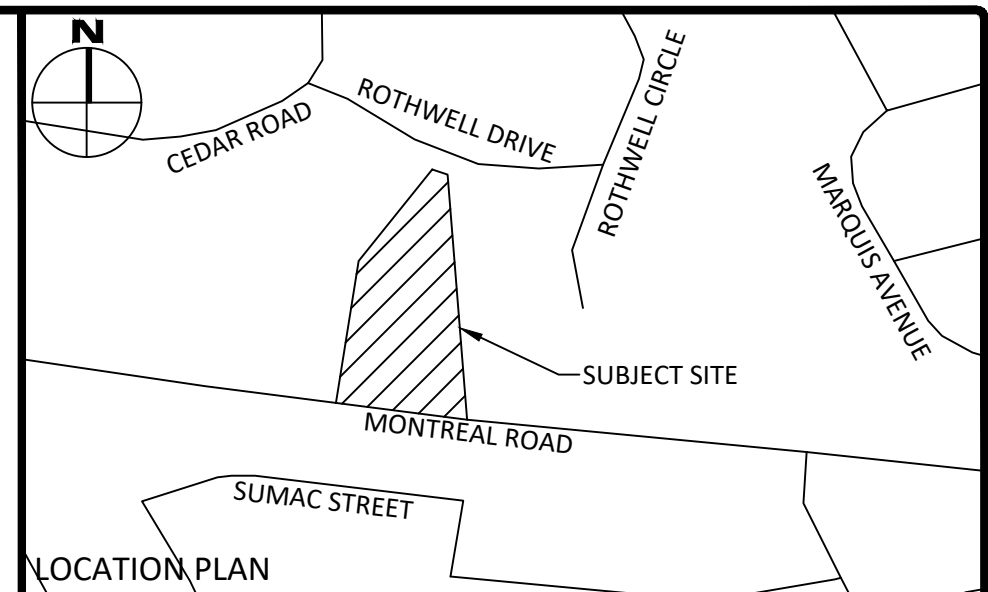 N
CEDAR ROAD
ROTHWELL DRIVE
ROTHWELL CIRCLE
MARQUIS AVENUE
SUBJECT SITE
MONTREAL ROAD
SUMAC STREET
LOCATION PLAN